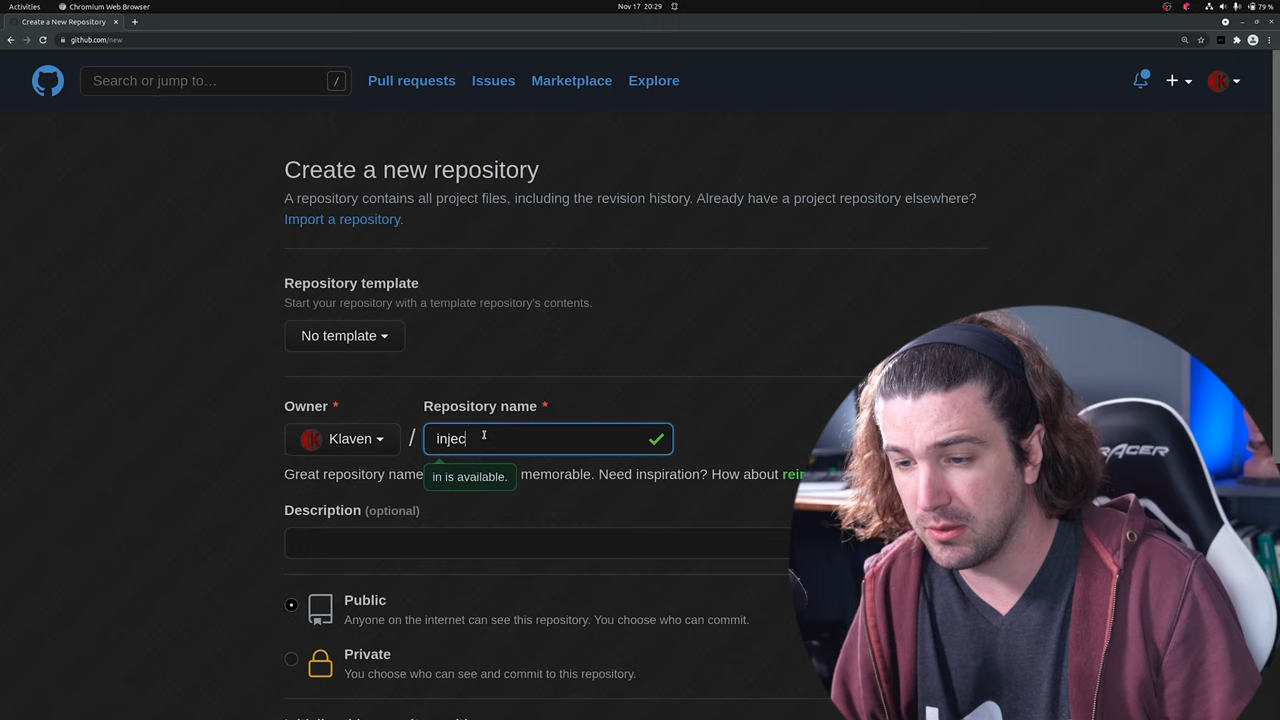 Activities
Chromium Web Browser
Nov 17 20:29
79 %
Create a New Repository
github.com/new
Search or jump to…
/
Pull requests
Issues
Marketplace
Explore
Create a new repository
A repository contains all project files, including the revision history. Already have a project repository elsewhere?
Import a repository.
Repository template
Start your repository with a template repository's contents.
No template
Owner *
Repository name *
Klaven
/
injec
Great repository name
memorable. Need inspiration? How about
in is available.
Description (optional)
Public
Anyone on the internet can see this repository. You choose who can commit.
Private
You choose who can see and commit to this repository.